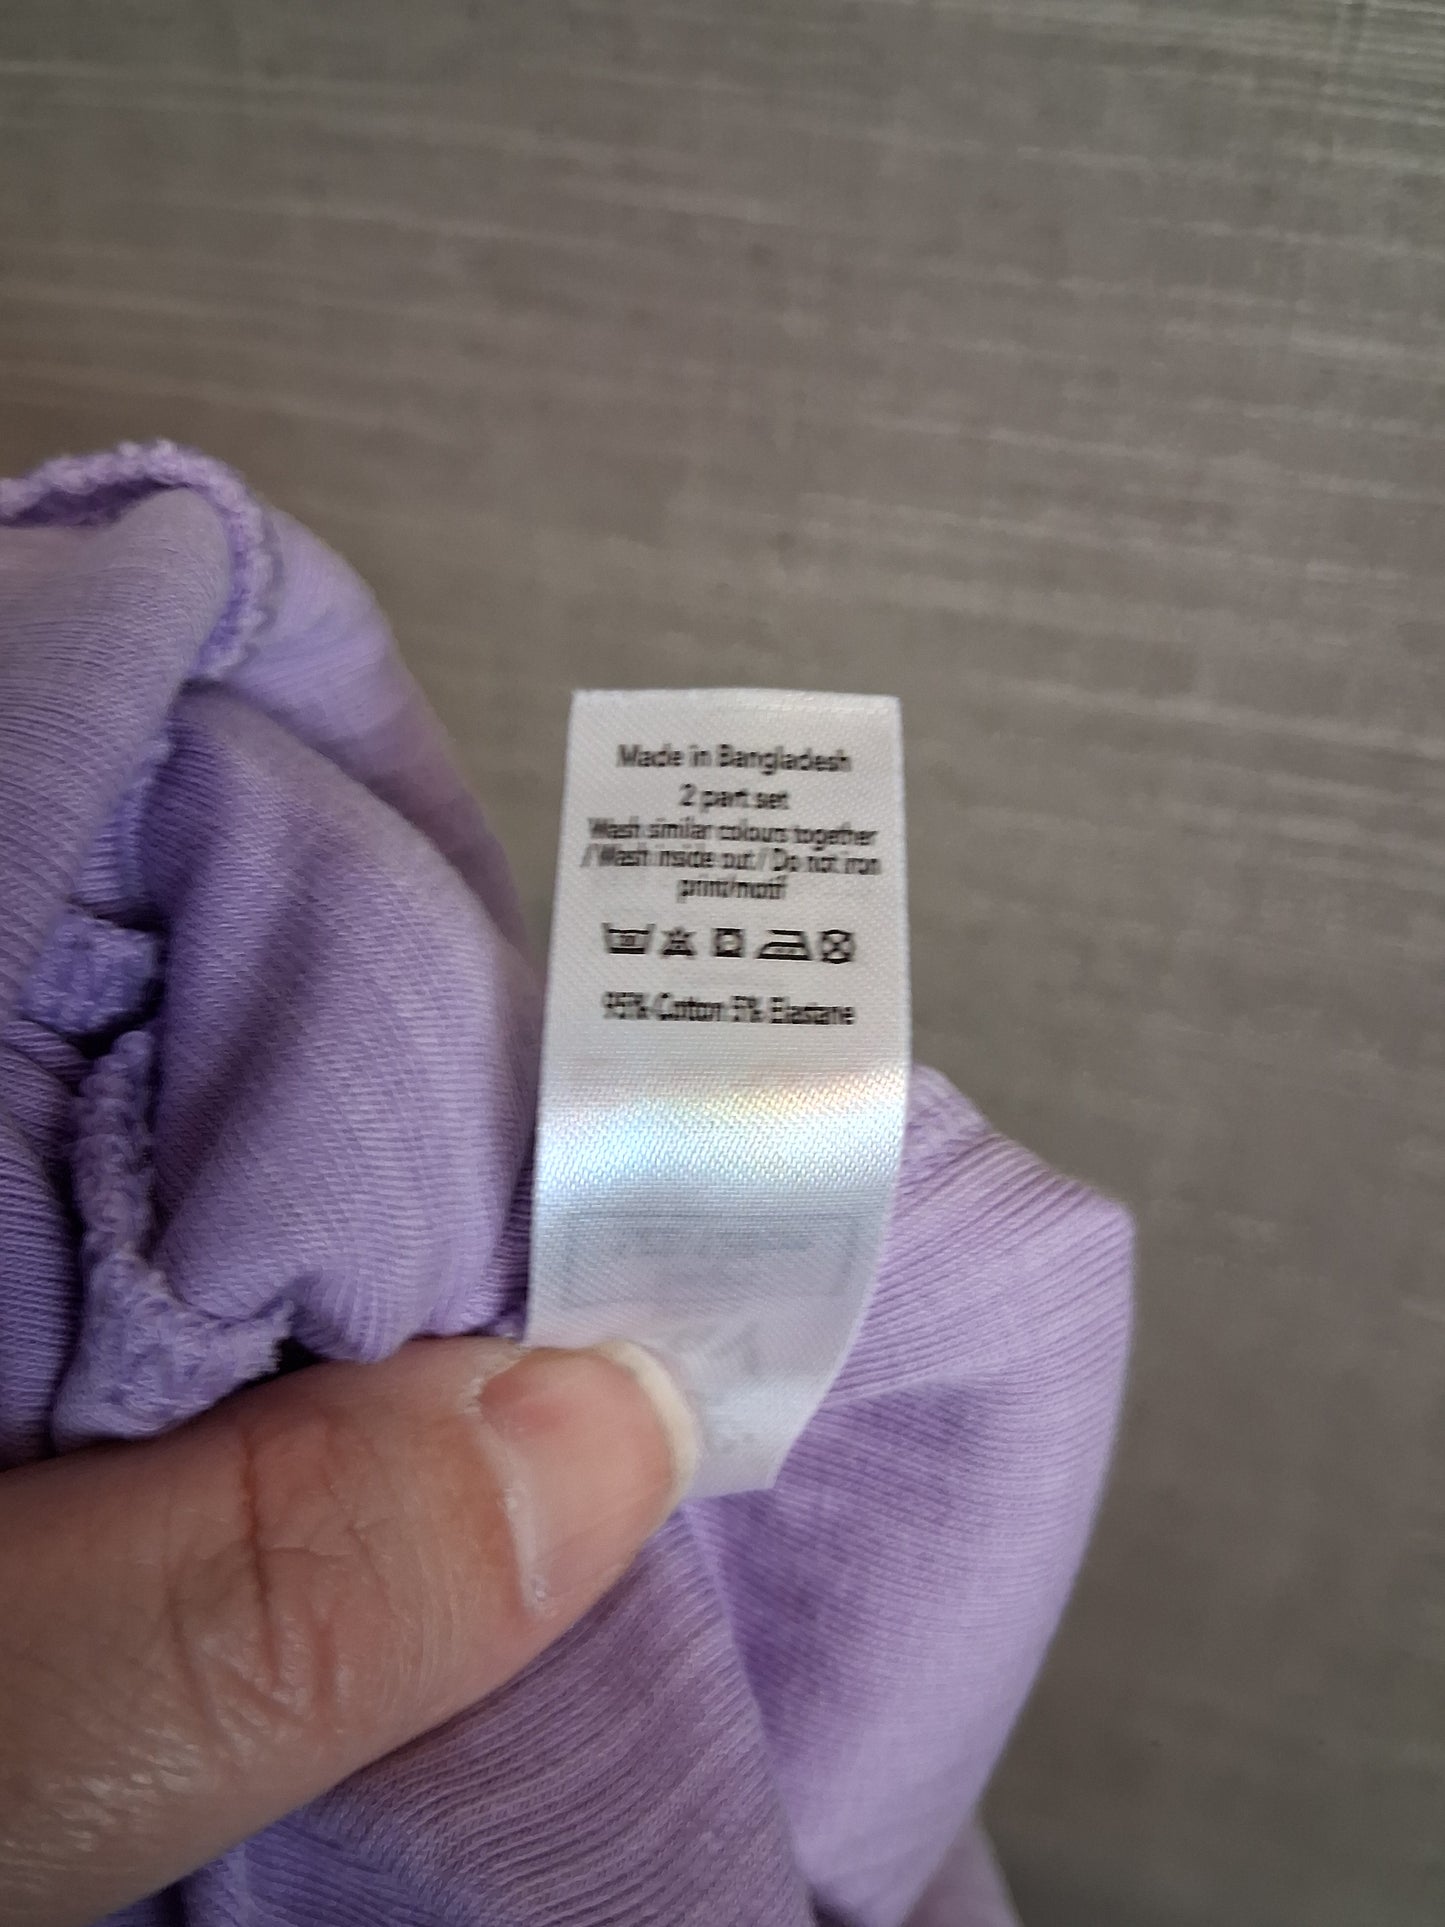 Made in Bangladesh
2 part set
Wash similar colours together
/ Wash inside out / Do not iron
print/motif
95% Cotton 5% Elastane